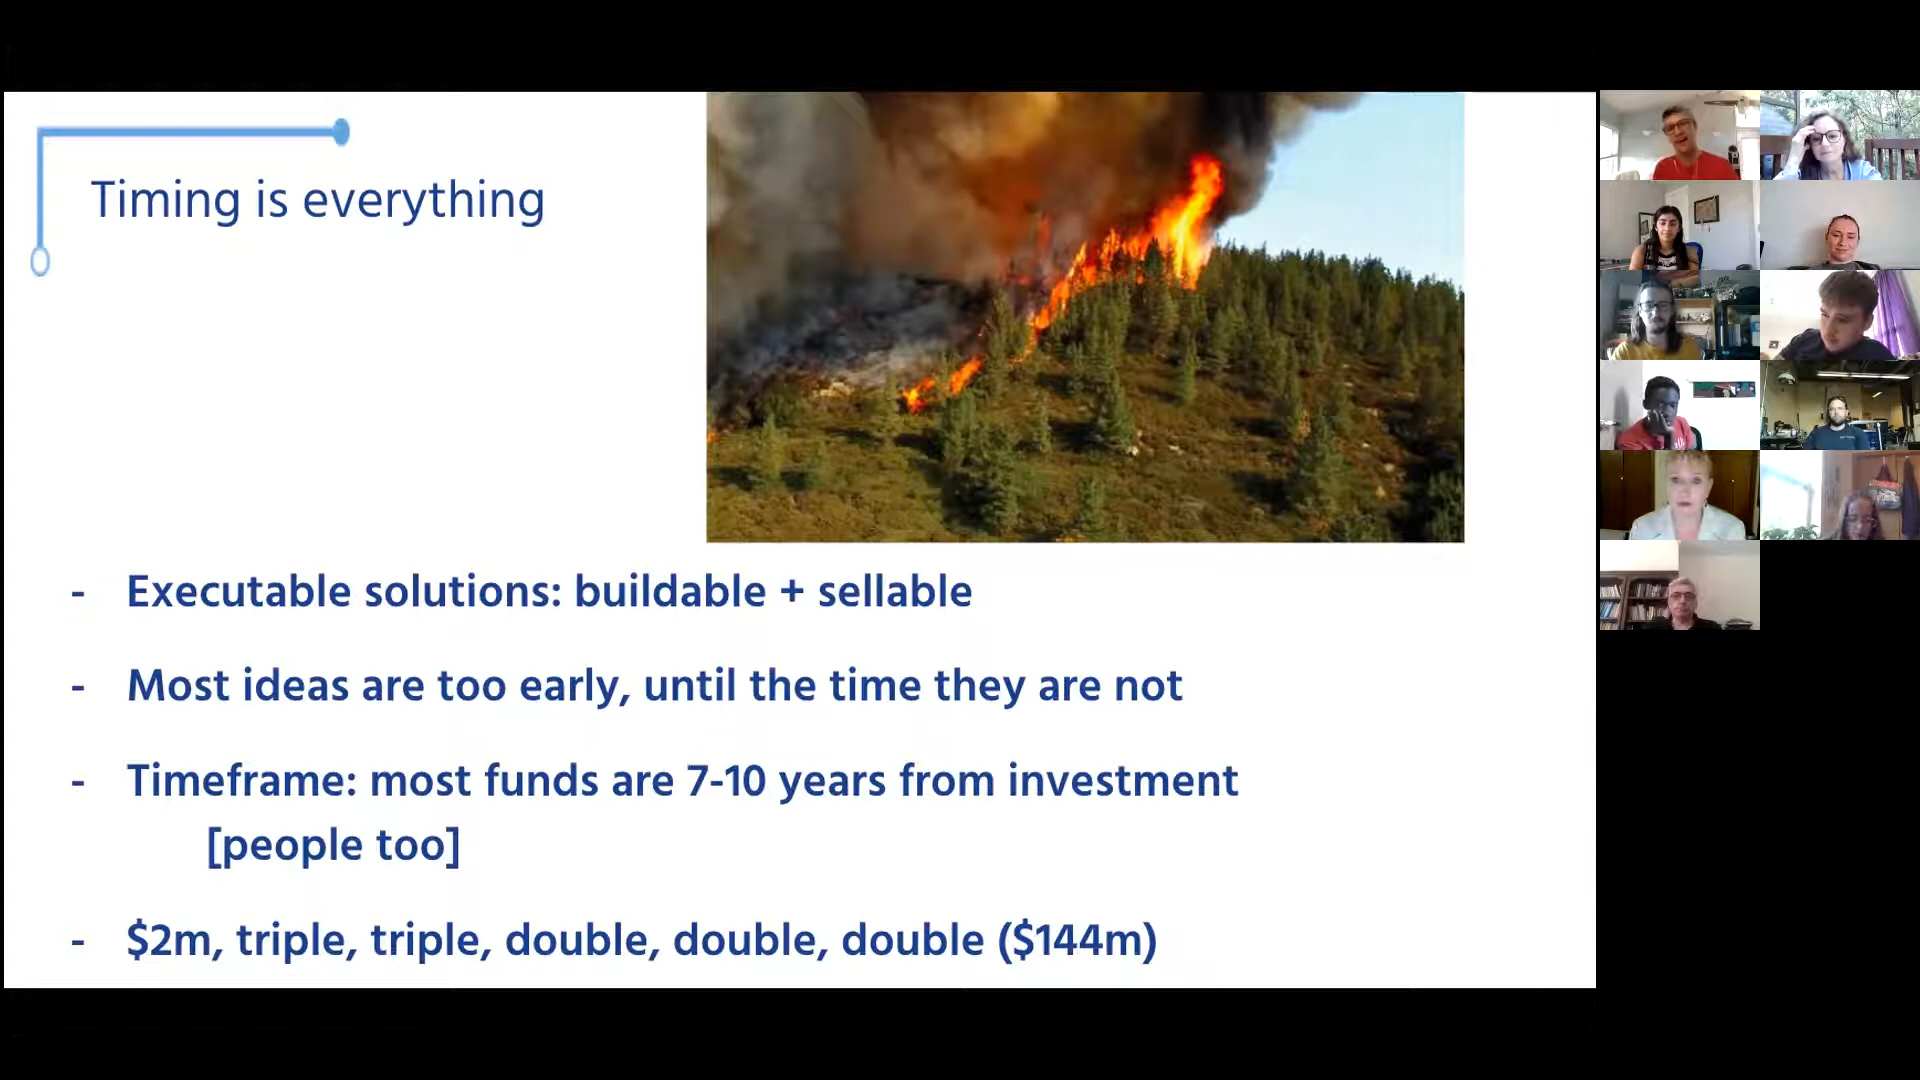 Timing is everything
- Executable solutions: buildable + sellable
- Most ideas are too early, until the time they are not
- Timeframe: most funds are 7-10 years from investment
[people too]
- $2m, triple, triple, double, double, double ($144m)